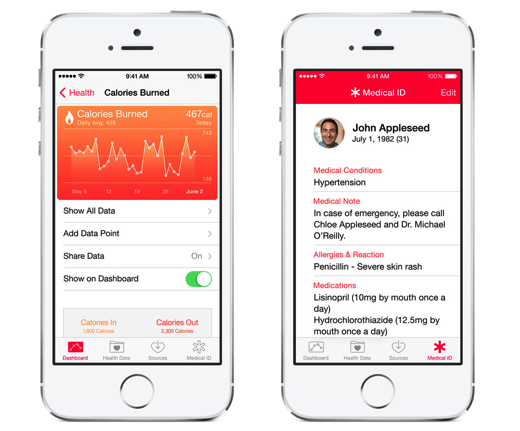 9:41 AM
100%
Health
Calories Burned
Calories Burned
467cal
Daily Avg: 428
Today
743
135
May 5
12
19
26
June 2
Show All Data
Add Data Point
Share Data
On
Show on Dashboard
Calories In
Calories Out
1,800 Calories
2,300 Calories
Dashboard
Health Data
Sources
Medical ID
9:41 AM
100%
Medical ID
Edit
John Appleseed
July 1, 1982 (31)
Medical Conditions
Hypertension
Medical Note
In case of emergency, please call
Chloe Appleseed and Dr. Michael
O'Reilly.
Allergies & Reaction
Penicillin - Severe skin rash
Medications
Lisinopril (10mg by mouth once a
day)
Hydrochlorothiazide (12.5mg by
mouth once a day)
Dashboard
Health Data
Sources
Medical ID